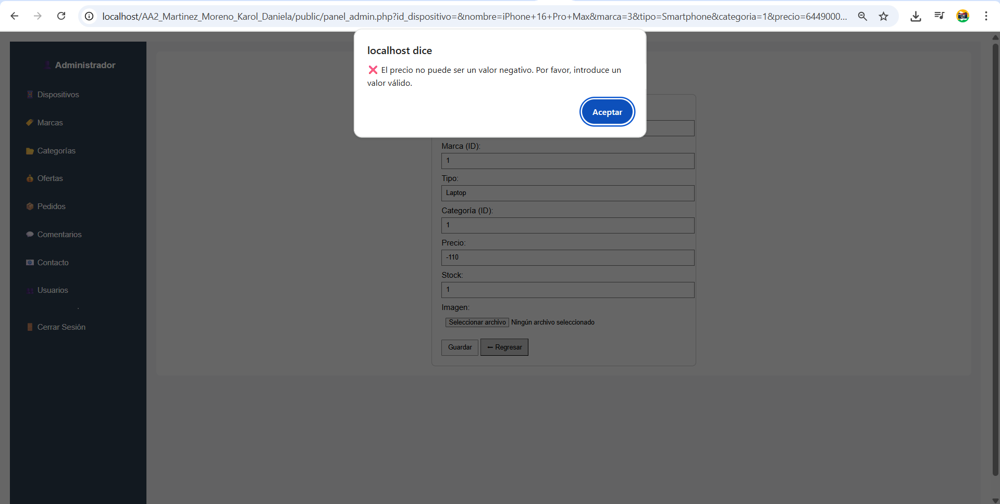 localhost/AA2_Martinez_Moreno_Karol_Daniela/public/panel_admin.php?id_dispositivo=&nombre=iPhone+16+Pro+Max&marca=3&tipo=Smartphone&categoria=1&precio=6449000...
localhost dice
❌ El precio no puede ser un valor negativo. Por favor, introduce un
valor válido.
Aceptar
Administrador
Dispositivos
Marcas
Categorías
Ofertas
Pedidos
Comentarios
Contacto
Usuarios
.
Cerrar Sesión
Marca (ID):
1
Tipo:
Laptop
Categoría (ID):
1
Precio:
-110
Stock:
1
Imagen:
Seleccionar archivo Ningún archivo seleccionado
Guardar ← Regresar